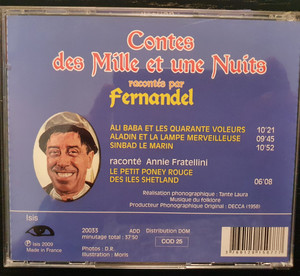 Contes
des Mille et une Nuits
racontés par
Fernandel
ALI BABA ET LES QUARANTE VOLEURS 10'21
ALADIN ET LA LAMPE MERVEILLEUSE 09'45
SINBAD LE MARIN 10'52
raconté Annie Fratellini
LE PETIT PONEY ROUGE
DES ILES SHETLAND 06'08
Réalisation phonographique : Tante Laura
Musique du folklore
Producteur Phonographique Original : DECCA (1958)
Isis
20033 ADD Distribution DOM
minutage total : 37'50 COD 25
℗ Isis 2009
Made in France
Photos : D.R.
Illustration : Moris